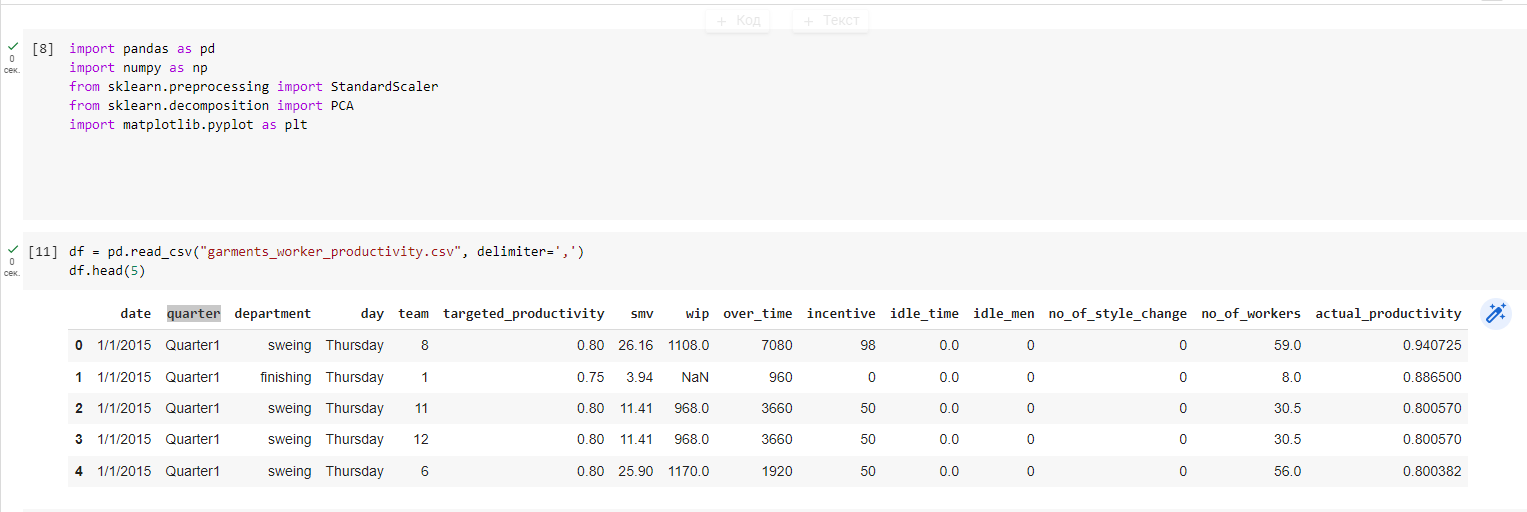 + Код + Текст
[8] import pandas as pd
0 сек.
import numpy as np
from sklearn.preprocessing import StandardScaler
from sklearn.decomposition import PCA
import matplotlib.pyplot as plt
[11] df = pd.read_csv("garments_worker_productivity.csv", delimiter=',')
0 сек.
df.head(5)
date quarter department day team targeted_productivity smv wip over_time incentive idle_time idle_men no_of_style_change no_of_workers actual_productivity
0 1/1/2015 Quarter1 sweing Thursday 8 0.80 26.16 1108.0 7080 98 0.0 0 0 59.0 0.940725
1 1/1/2015 Quarter1 finishing Thursday 1 0.75 3.94 NaN 960 0 0.0 0 0 8.0 0.886500
2 1/1/2015 Quarter1 sweing Thursday 11 0.80 11.41 968.0 3660 50 0.0 0 0 30.5 0.800570
3 1/1/2015 Quarter1 sweing Thursday 12 0.80 11.41 968.0 3660 50 0.0 0 0 30.5 0.800570
4 1/1/2015 Quarter1 sweing Thursday 6 0.80 25.90 1170.0 1920 50 0.0 0 0 56.0 0.800382